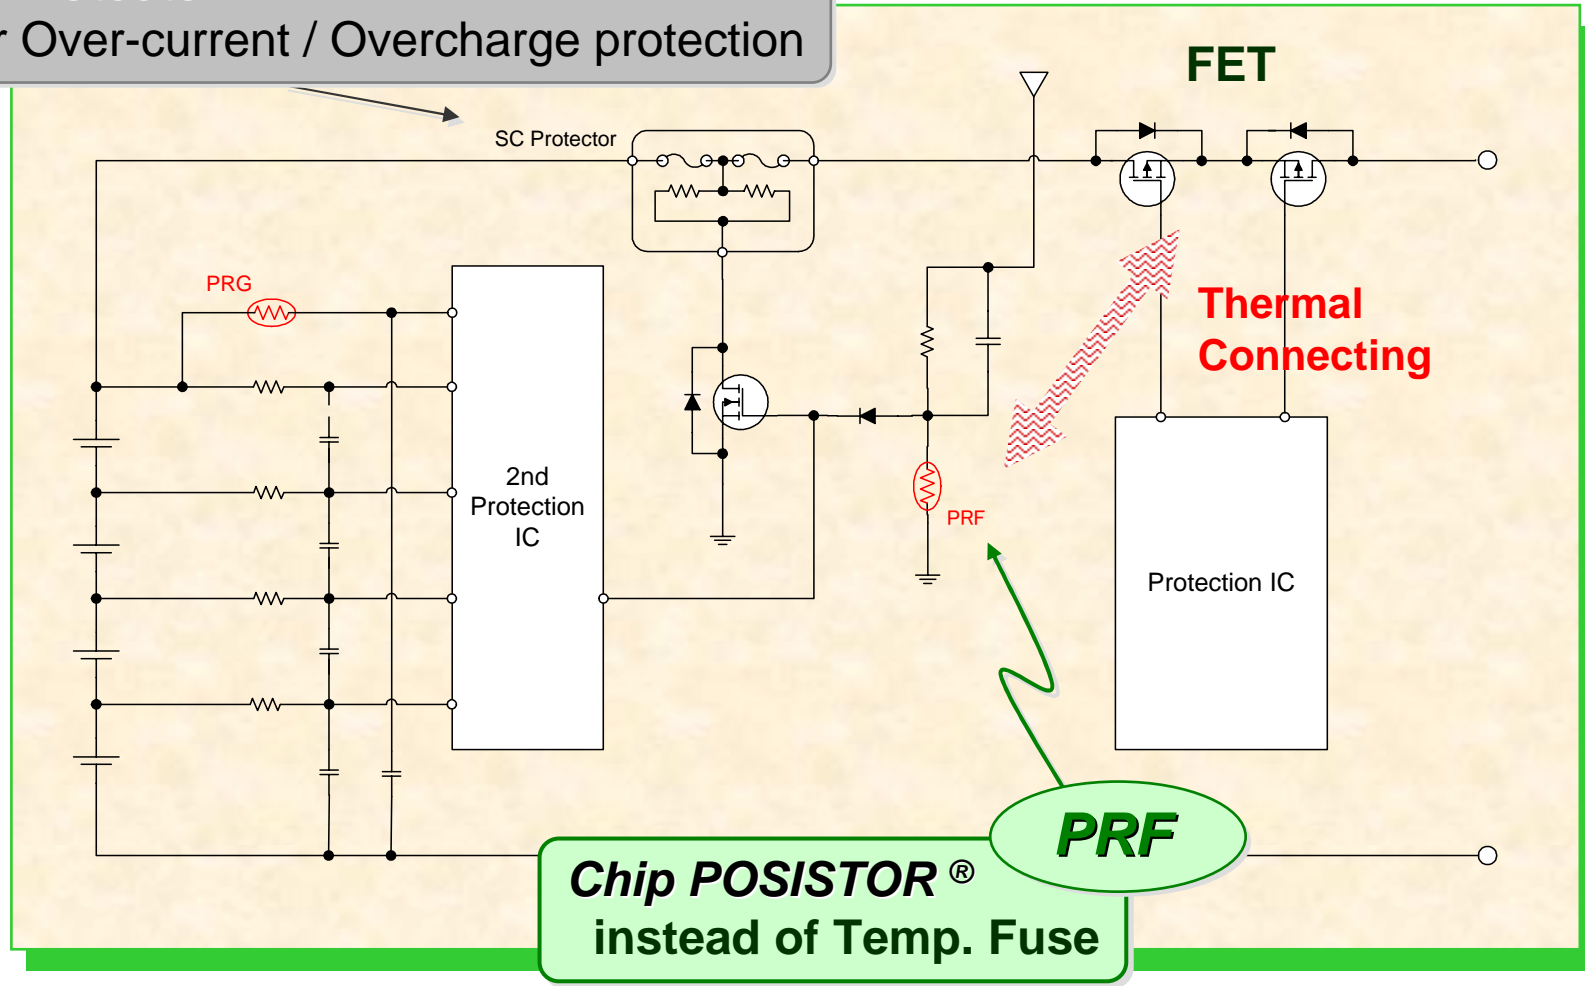 r Over-current / Overcharge protection
FET
SC Protector
PRG
Thermal
Connecting
2nd
Protection
IC
PRF
Protection IC
PRF
Chip POSISTOR ®
instead of Temp. Fuse